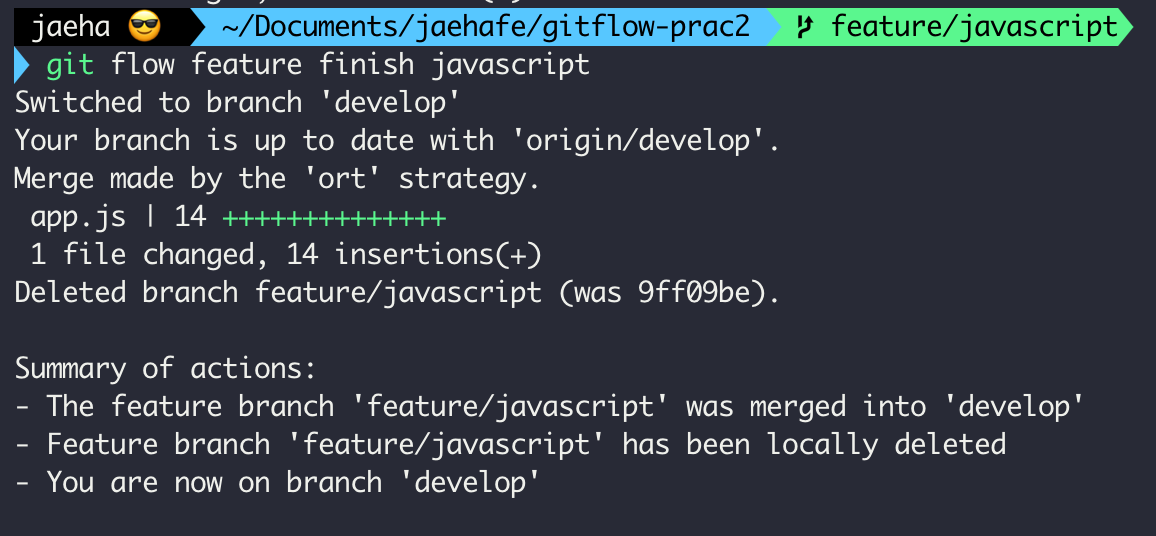 jaeha 😎 ~/Documents/jaehafe/gitflow-prac2 feature/javascript
git flow feature finish javascript
Switched to branch 'develop'
Your branch is up to date with 'origin/develop'.
Merge made by the 'ort' strategy.
 app.js | 14 ++++++++++++++
 1 file changed, 14 insertions(+)
Deleted branch feature/javascript (was 9ff09be).

Summary of actions:
- The feature branch 'feature/javascript' was merged into 'develop'
- Feature branch 'feature/javascript' has been locally deleted
- You are now on branch 'develop'